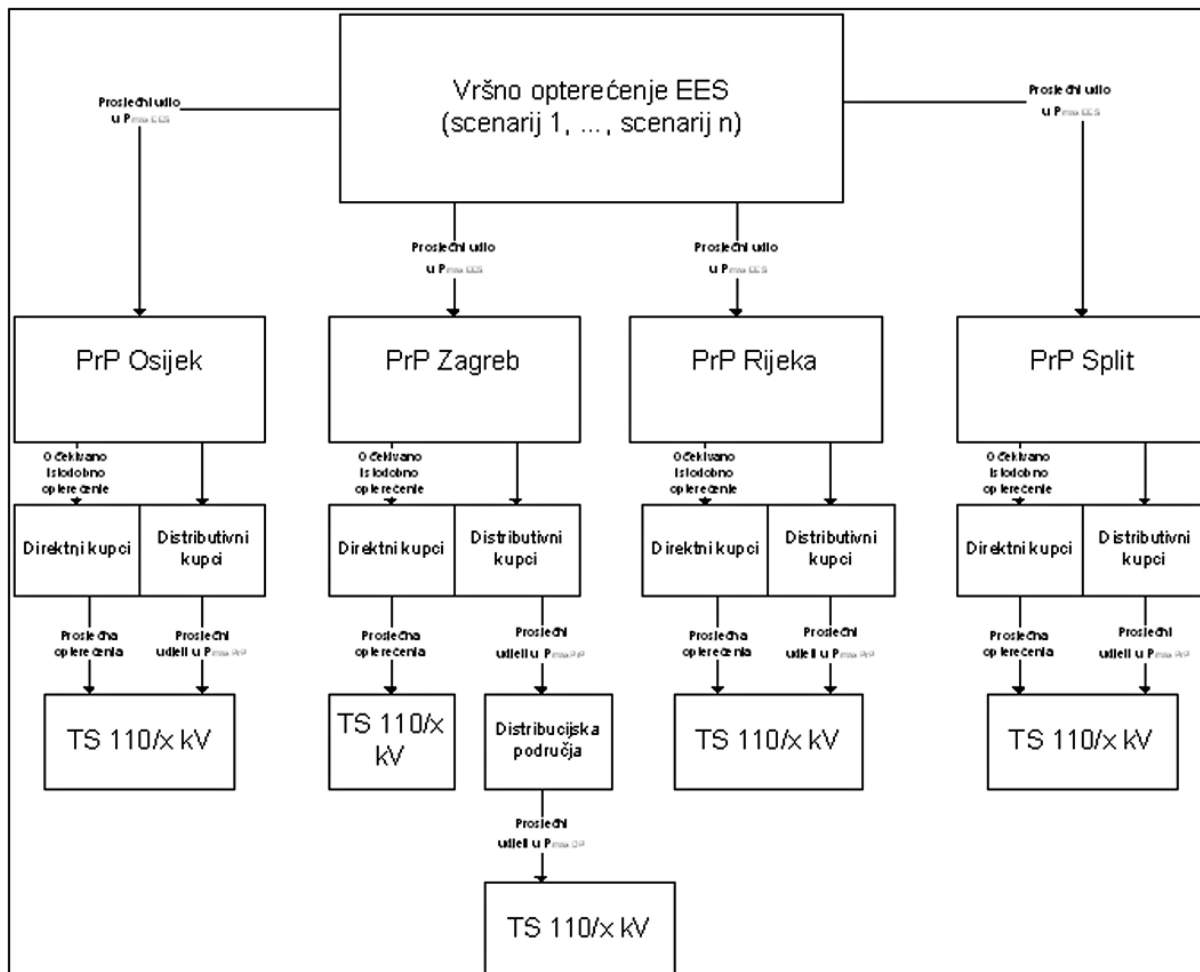 Vršno opterećenje EES
(scenarij 1, ..., scenarij n)
Prosječni udio
u Pmax EES
Prosječni udio
u Pmax EES
Prosječni udio
u Pmax EES
Prosječni udio
u Pmax EES
PrP Osijek
PrP Zagreb
PrP Rijeka
PrP Split
Očekivano
istodobno
opterećenje
Očekivano
istodobno
opterećenje
Očekivano
istodobno
opterećenje
Očekivano
istodobno
opterećenje
Direktni kupci
Distributivni
kupci
Direktni kupci
Distributivni
kupci
Direktni kupci
Distributivni
kupci
Direktni kupci
Distributivni
kupci
Prosječna
opterećenja
Prosječni
udjeli u Pmax PrP
Prosječna
opterećenja
Prosječni
udjeli u Pmax PrP
Prosječna
opterećenja
Prosječni
udjeli u Pmax PrP
Prosječna
opterećenja
Prosječni
udjeli u Pmax PrP
TS 110/x kV
TS 110/x
kV
Distribucijska
područja
TS 110/x kV
TS 110/x kV
Prosječni
udjeli u Pmax DP
TS 110/x kV